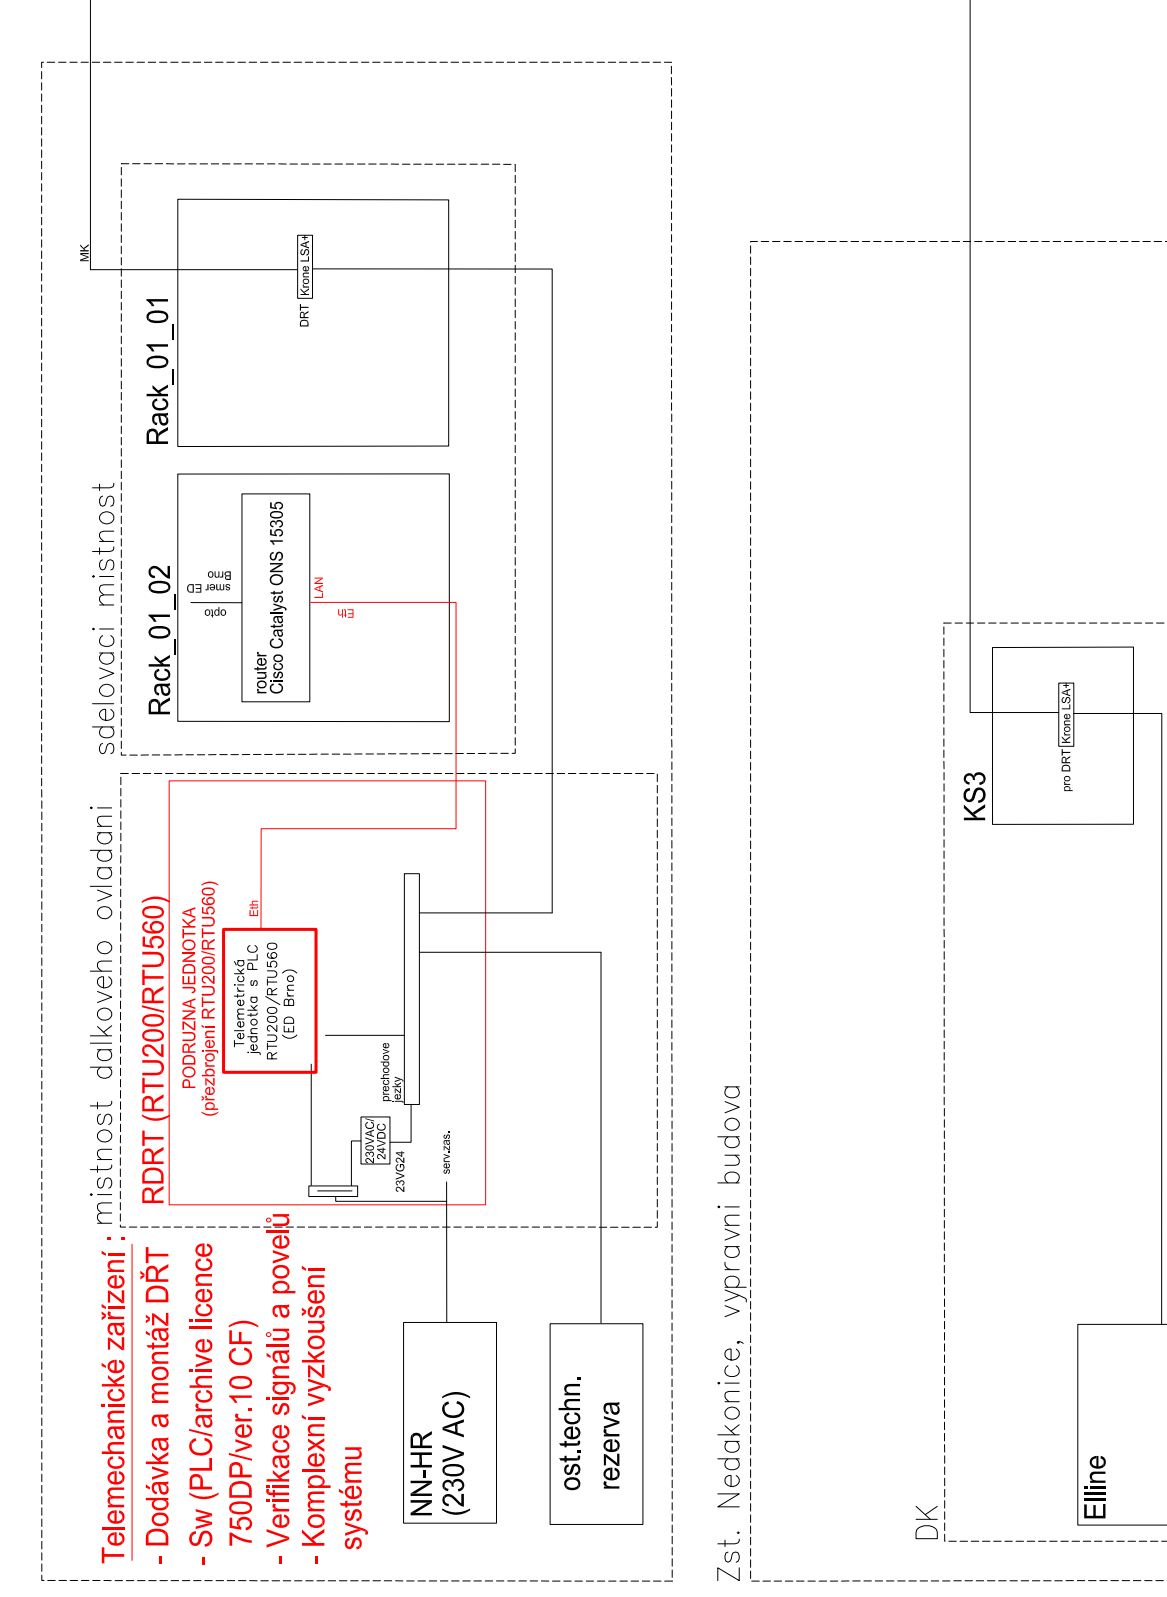 Telemechanické zařízení :
- Dodávka a montáž DŘT
- Sw (PLC/archive licence
750DP/ver.10 CF)
- Verifikace signálů a povelů
- Komplexní vyzkoušení
systému
NN-HR
(230V AC)
ost.techn.
rezerva
mistnost dalkoveho ovladani
RDRT (RTU200/RTU560)
PODRUZNA JEDNOTKA
(přezbrojení RTU200/RTU560)
Telemetrická
jednotka s PLC
RTU200/RTU560
(ED Brno)
Eth
prechodove
jezky
230VAC/
24VDC
23VG24
serv.zas.
sdelovaci mistnost
Rack_01_02
opto
smer ED
Brno
router
Cisco Catalyst ONS 15305
LAN
Eth
Rack_01_01
DRT
Krone LSA+
MK
Zst. Nedakonice, vypravni budova
DK
Elline
KS3
pro DRT
Krone LSA+